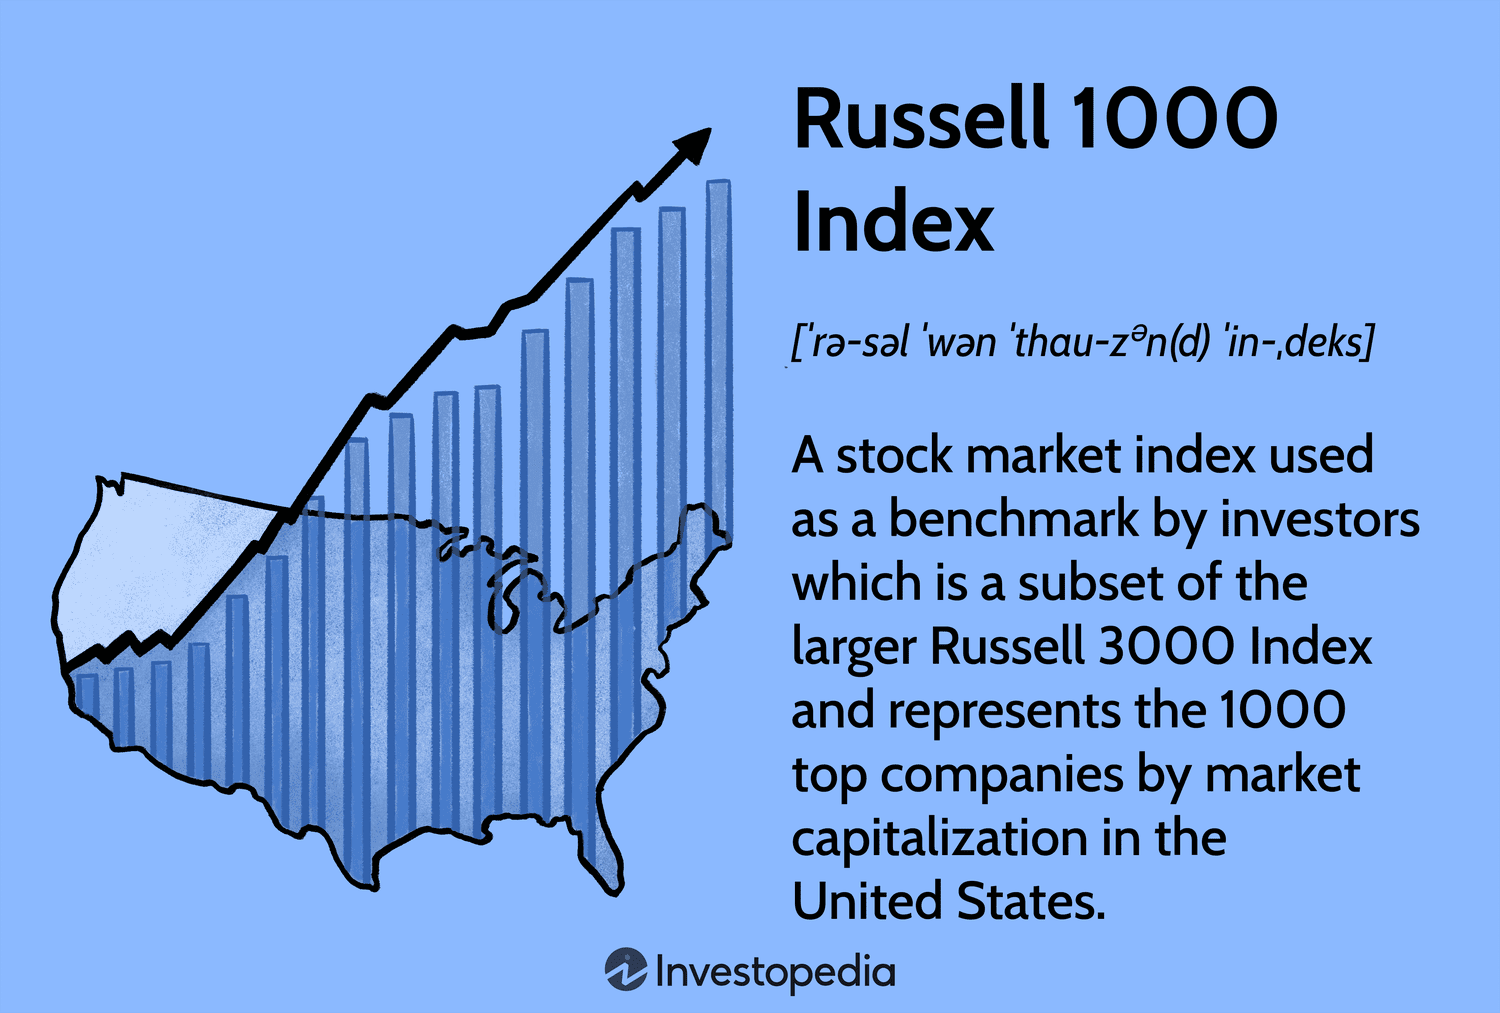 Russell 1000
Index
[ˈrə-səl ˈwən ˈthau̇-zᵊn(d) ˈin-ˌdeks]
A stock market index used
as a benchmark by investors
which is a subset of the
larger Russell 3000 Index
and represents the 1000
top companies by market
capitalization in the
United States.
Investopedia